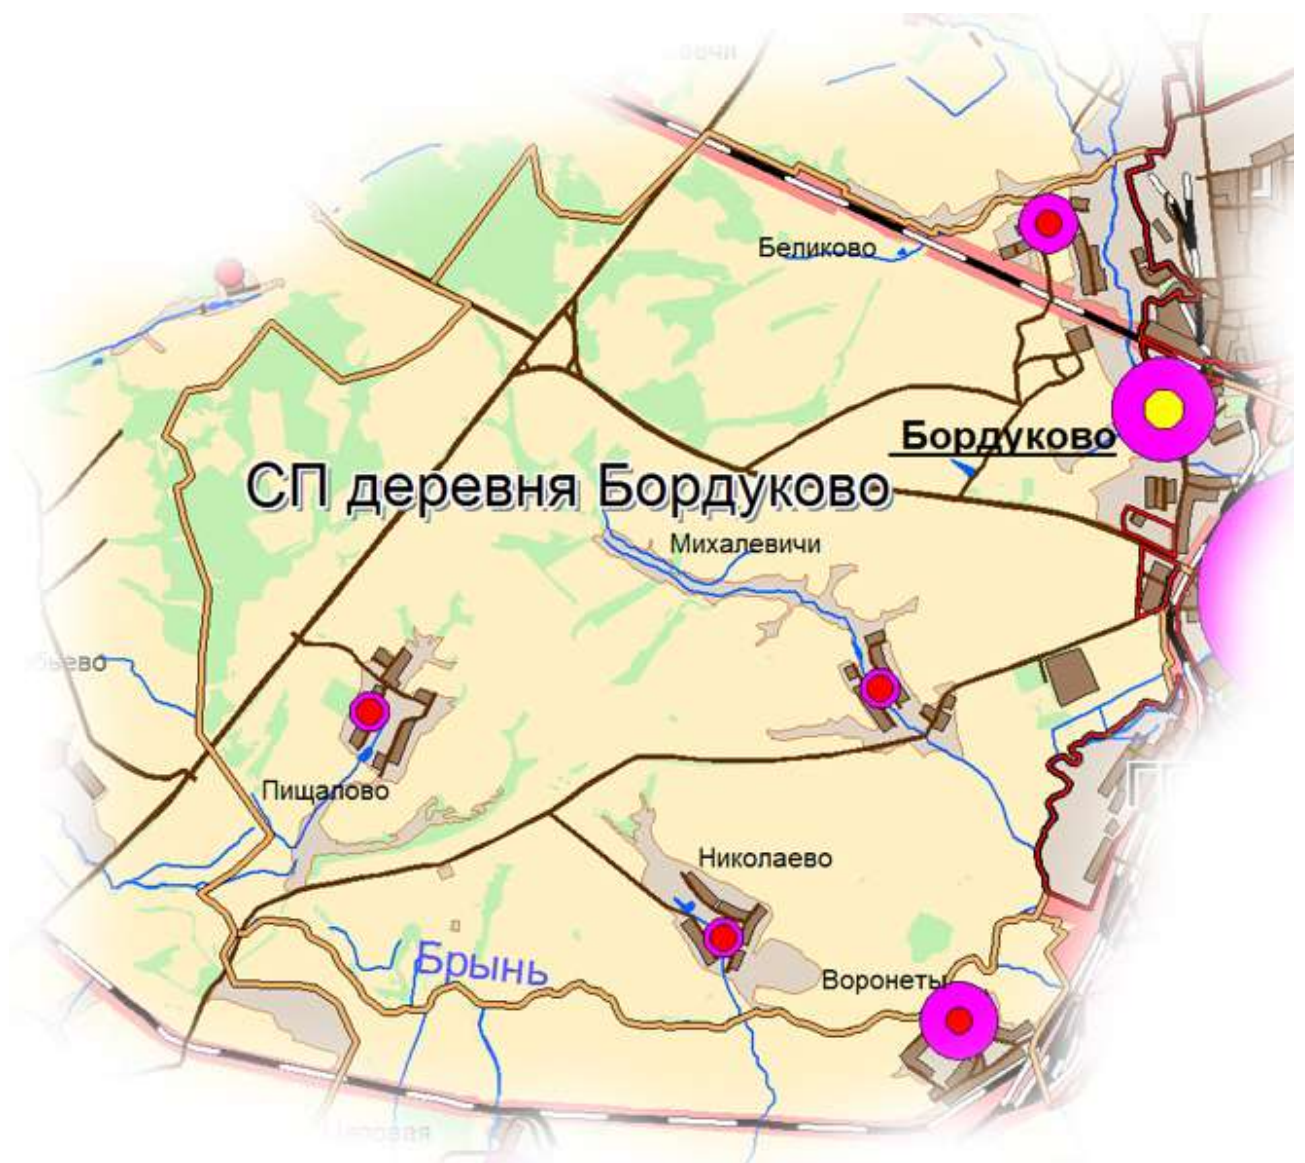 Беликово
Бордуково
СП деревня Бордуково
Михалевичи
Пищалово
Николаево
Брынь
Воронеты